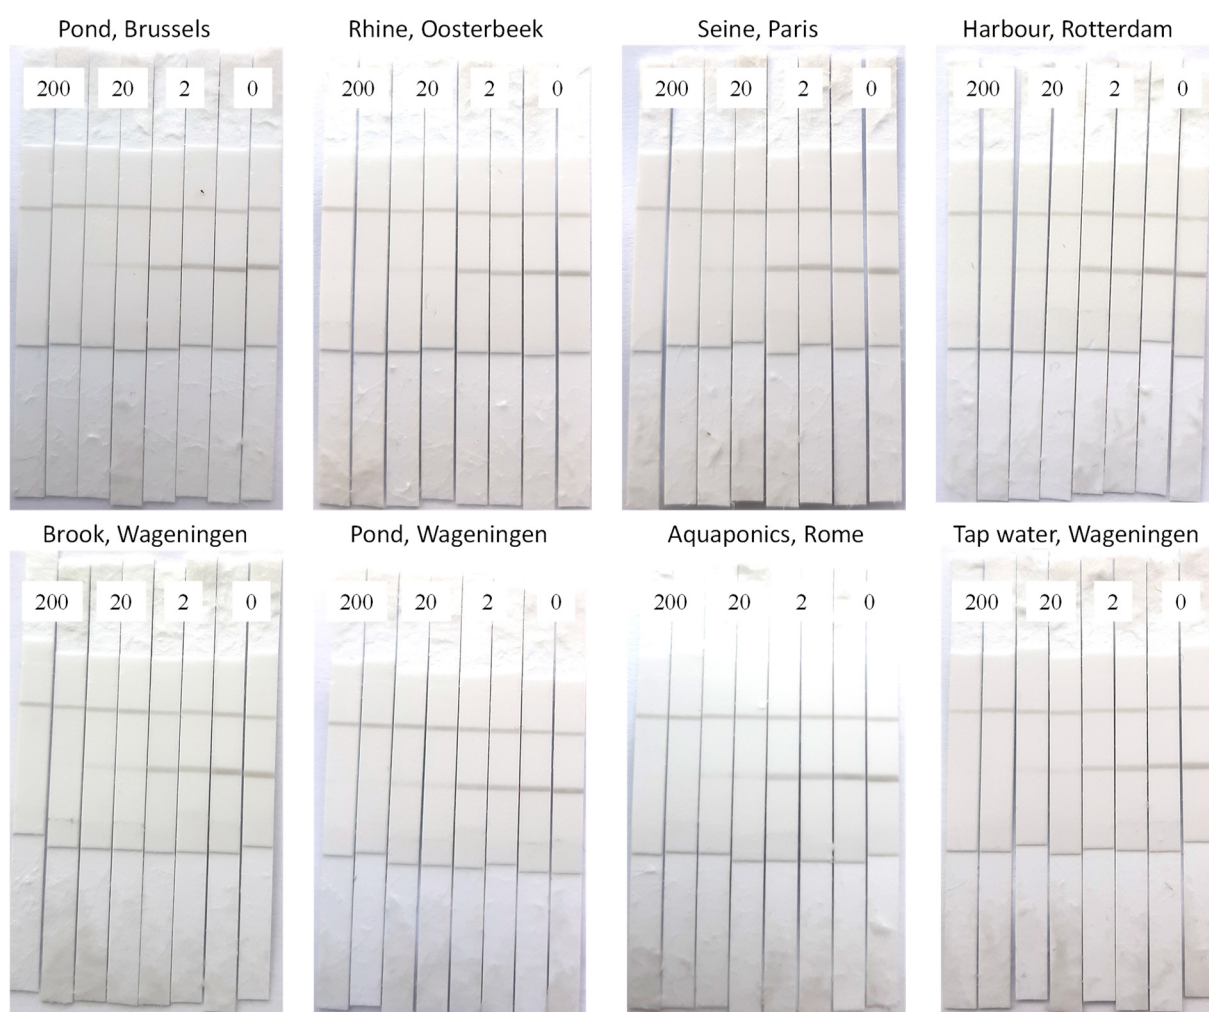 Pond, Brussels
200 20 2 0
Rhine, Oosterbeek
200 20 2 0
Seine, Paris
200 20 2 0
Harbour, Rotterdam
200 20 2 0
Brook, Wageningen
200 20 2 0
Pond, Wageningen
200 20 2 0
Aquaponics, Rome
200 20 2 0
Tap water, Wageningen
200 20 2 0